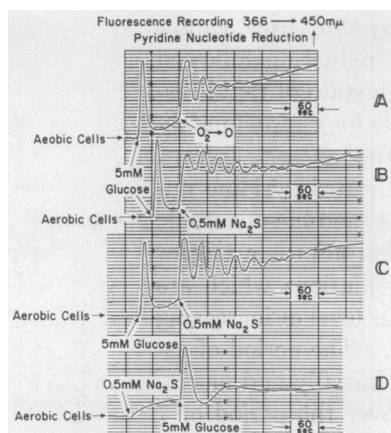 Fluorescence Recording 366 → 450mμ
Pyridine Nucleotide Reduction
A
60
sec
Aeobic Cells
O₂→O
5mM
Glucose
B
60
sec
Aerobic Cells
0.5mM Na₂S
C
60
sec
Aerobic Cells
0.5mM Na₂S
5mM Glucose
0.5mM Na₂S
D
Aerobic Cells
5mM Glucose
60
sec